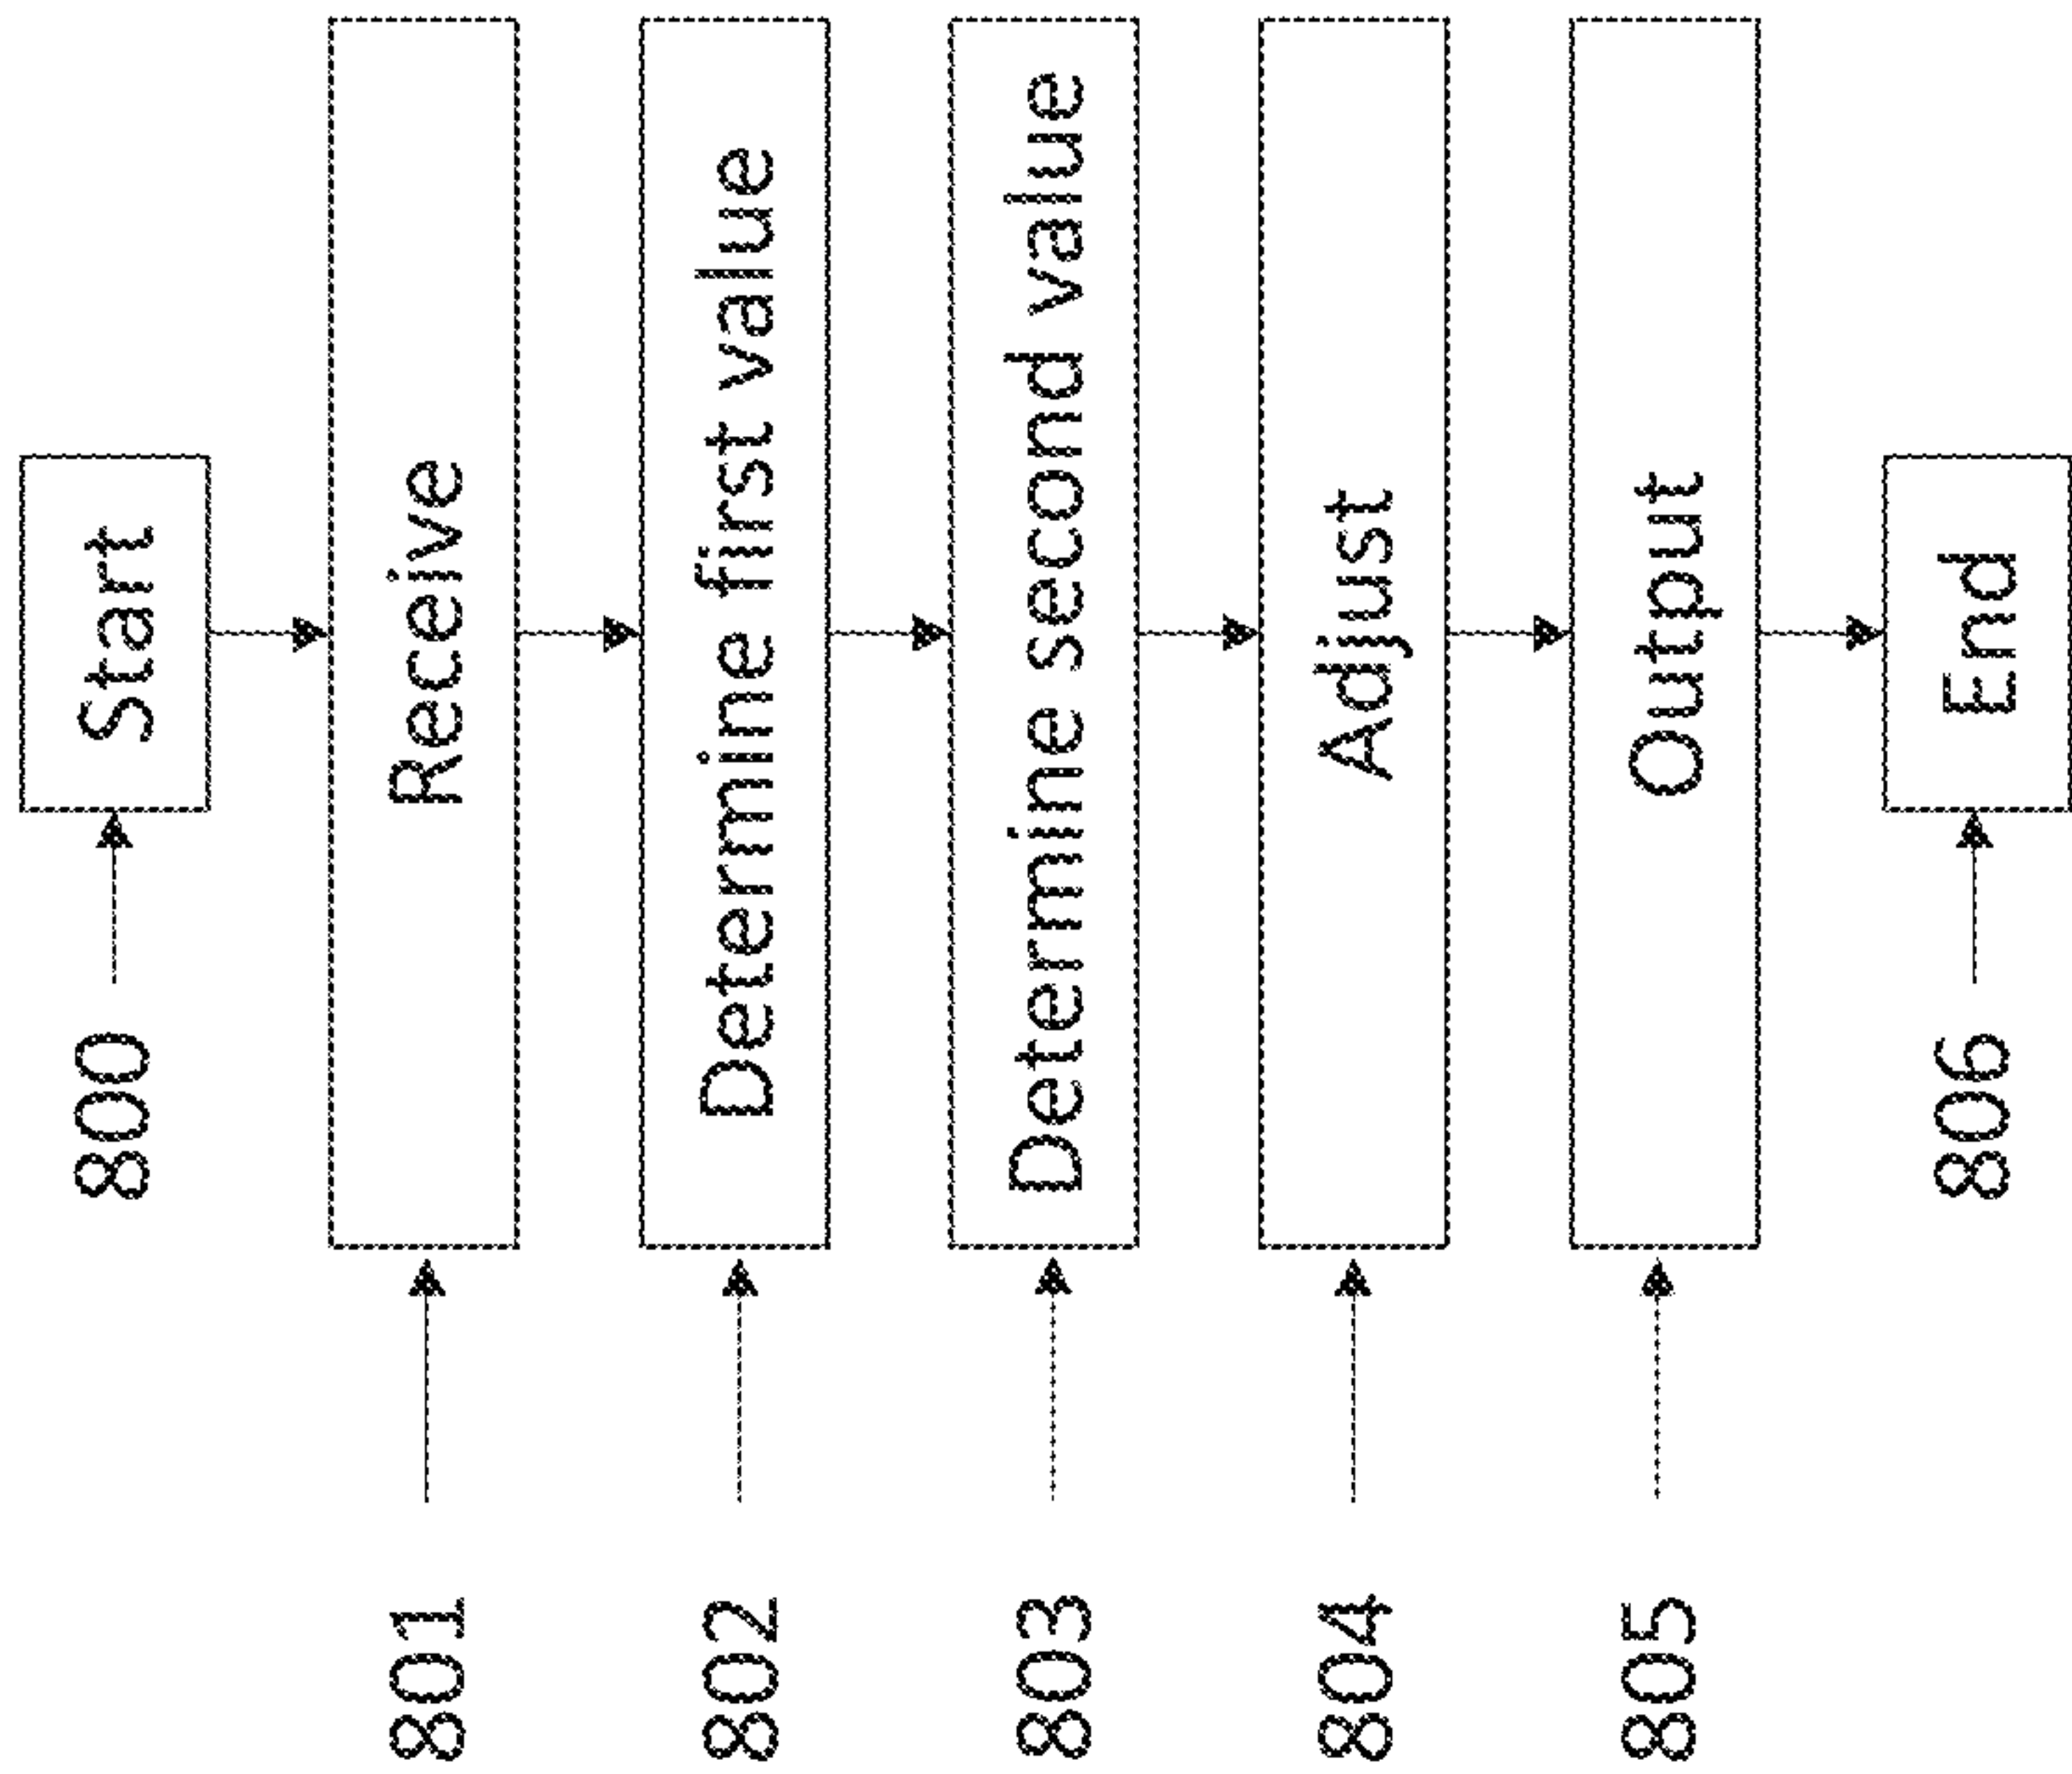 800 Start
801 Receive
802 Determine first value
803 Determine second value
804 Adjust
805 Output
806 End